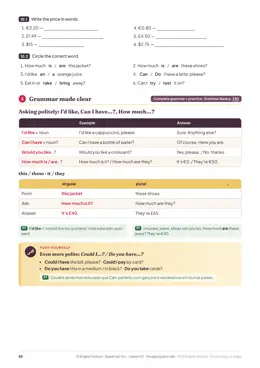 Write the price in words.
1. €3.20 –
4. €0.80 –
2. £1.99 –
5. £4.50 –
3. $15 –
6. $2.75 –
Circle the correct word.
1. How much is / are this jacket?
3. How much is / are these shoes?
3. I'd like an / a orange juice.
4. Can / Do I have a latte, please?
5. Eat in or take / bring away?
6. Can I try / test it on?
Grammar made clear
Asking politely: I'd like, Can I have...?, How much...?
Example
Answer
I'd like + noun
I'd like a cappuccino, please.
Sure. Anything else?
Can I have + noun?
Can I have a bottle of water?
Of course. Here you are.
Would you like...?
Would you like a croissant?
Yes, please. / No, thanks.
How much is / are...?
How much is it? / How much are they?
It's €3. / They're €50.
this / these · it / they
singular
plural
Point
this jacket
these shoes
Ask
How much is it?
How much are they?
Answer
It's £40.
They're £65.
PUSH YOURSELF
Even more polite: Could I...? / Do you have...?
• Could I have the bill, please? · Could I pay by card?
• Do you have this in a medium / in black? · Do you take cards?